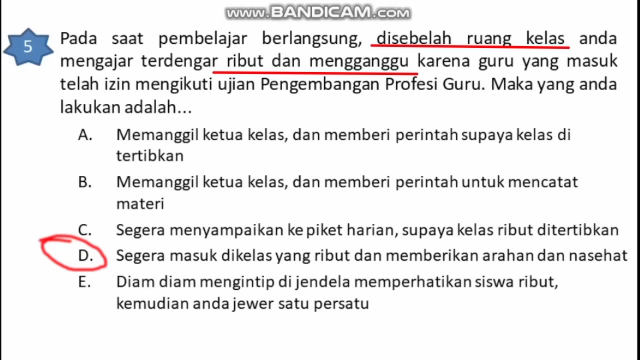 www.BANDICAM.com
5
Pada saat pembelajar berlangsung, disebelah ruang kelas anda
mengajar terdengar ribut dan mengganggu karena guru yang masuk
telah izin mengikuti ujian Pengembangan Profesi Guru. Maka yang anda
lakukan adalah...
A. Memanggil ketua kelas, dan memberi perintah supaya kelas di
tertibkan
B. Memanggil ketua kelas, dan memberi perintah untuk mencatat
materi
C. Segera menyampaikan ke piket harian, supaya kelas ribut ditertibkan
D. Segera masuk dikelas yang ribut dan memberikan arahan dan nasehat
E. Diam diam mengintip di jendela memperhatikan siswa ribut,
kemudian anda jewer satu persatu